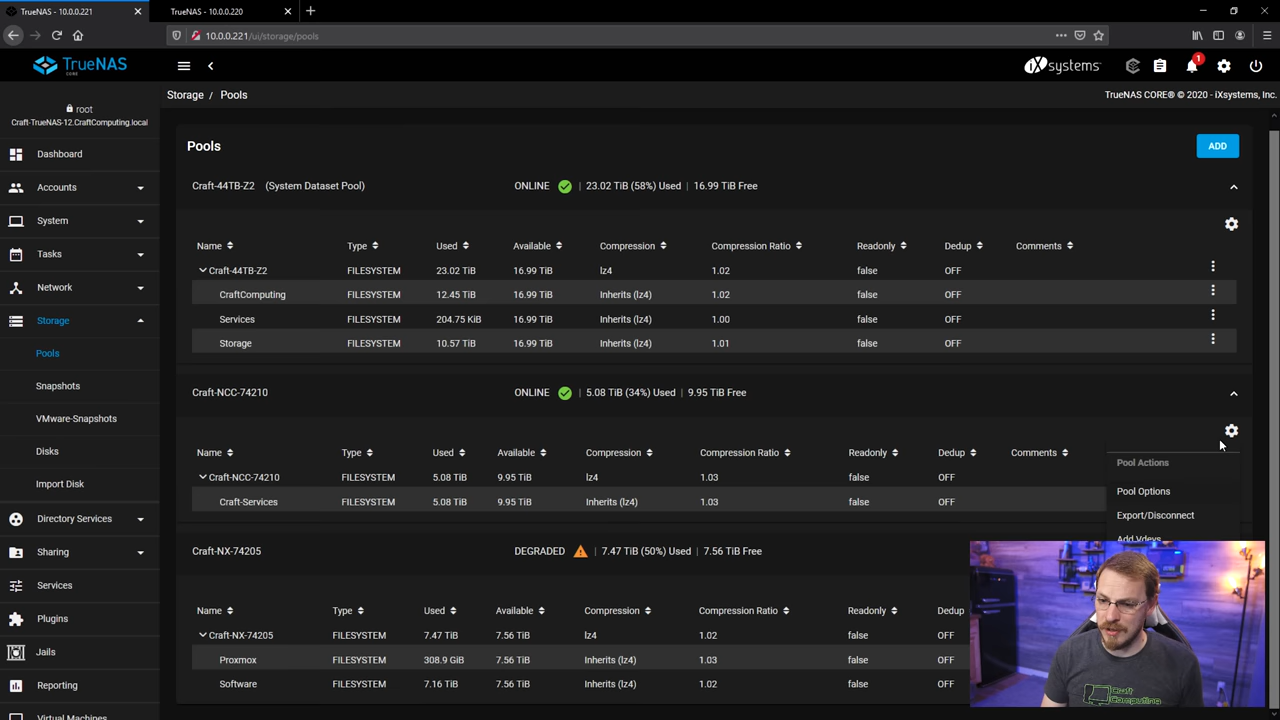 TrueNAS - 10.0.0.221
TrueNAS - 10.0.0.220
10.0.0.221/ui/storage/pools
TrueNAS
CORE
iXsystems
1
root
Craft-TrueNAS-12.CraftComputing.local
Storage / Pools
TrueNAS CORE® © 2020 - iXsystems, Inc.
Dashboard
Accounts
System
Tasks
Network
Storage
Pools
Snapshots
VMware-Snapshots
Disks
Import Disk
Directory Services
Sharing
Services
Plugins
Jails
Reporting
Virtual Machines
Pools
ADD
Craft-44TB-Z2 (System Dataset Pool) ONLINE | 23.02 TiB (58%) Used | 16.99 TiB Free
Name Type Used Available Compression Compression Ratio Readonly Dedup Comments
Craft-44TB-Z2 FILESYSTEM 23.02 TiB 16.99 TiB lz4 1.02 false OFF
CraftComputing FILESYSTEM 12.45 TiB 16.99 TiB Inherits (lz4) 1.02 false OFF
Services FILESYSTEM 204.75 KiB 16.99 TiB Inherits (lz4) 1.00 false OFF
Storage FILESYSTEM 10.57 TiB 16.99 TiB Inherits (lz4) 1.01 false OFF
Craft-NCC-74210 ONLINE | 5.08 TiB (34%) Used | 9.95 TiB Free
Name Type Used Available Compression Compression Ratio Readonly Dedup Comments
Craft-NCC-74210 FILESYSTEM 5.08 TiB 9.95 TiB lz4 1.03 false OFF
Craft-Services FILESYSTEM 5.08 TiB 9.95 TiB Inherits (lz4) 1.03 false OFF
Pool Actions
Pool Options
Export/Disconnect
Add Vdevs
Craft-NX-74205 DEGRADED | 7.47 TiB (50%) Used | 7.56 TiB Free
Name Type Used Available Compression Compression Ratio Readonly Dedup
Craft-NX-74205 FILESYSTEM 7.47 TiB 7.56 TiB lz4 1.02 false OFF
Proxmox FILESYSTEM 308.9 GiB 7.56 TiB Inherits (lz4) 1.03 false OFF
Software FILESYSTEM 7.16 TiB 7.56 TiB Inherits (lz4) 1.02 false OFF
Craft
Computing